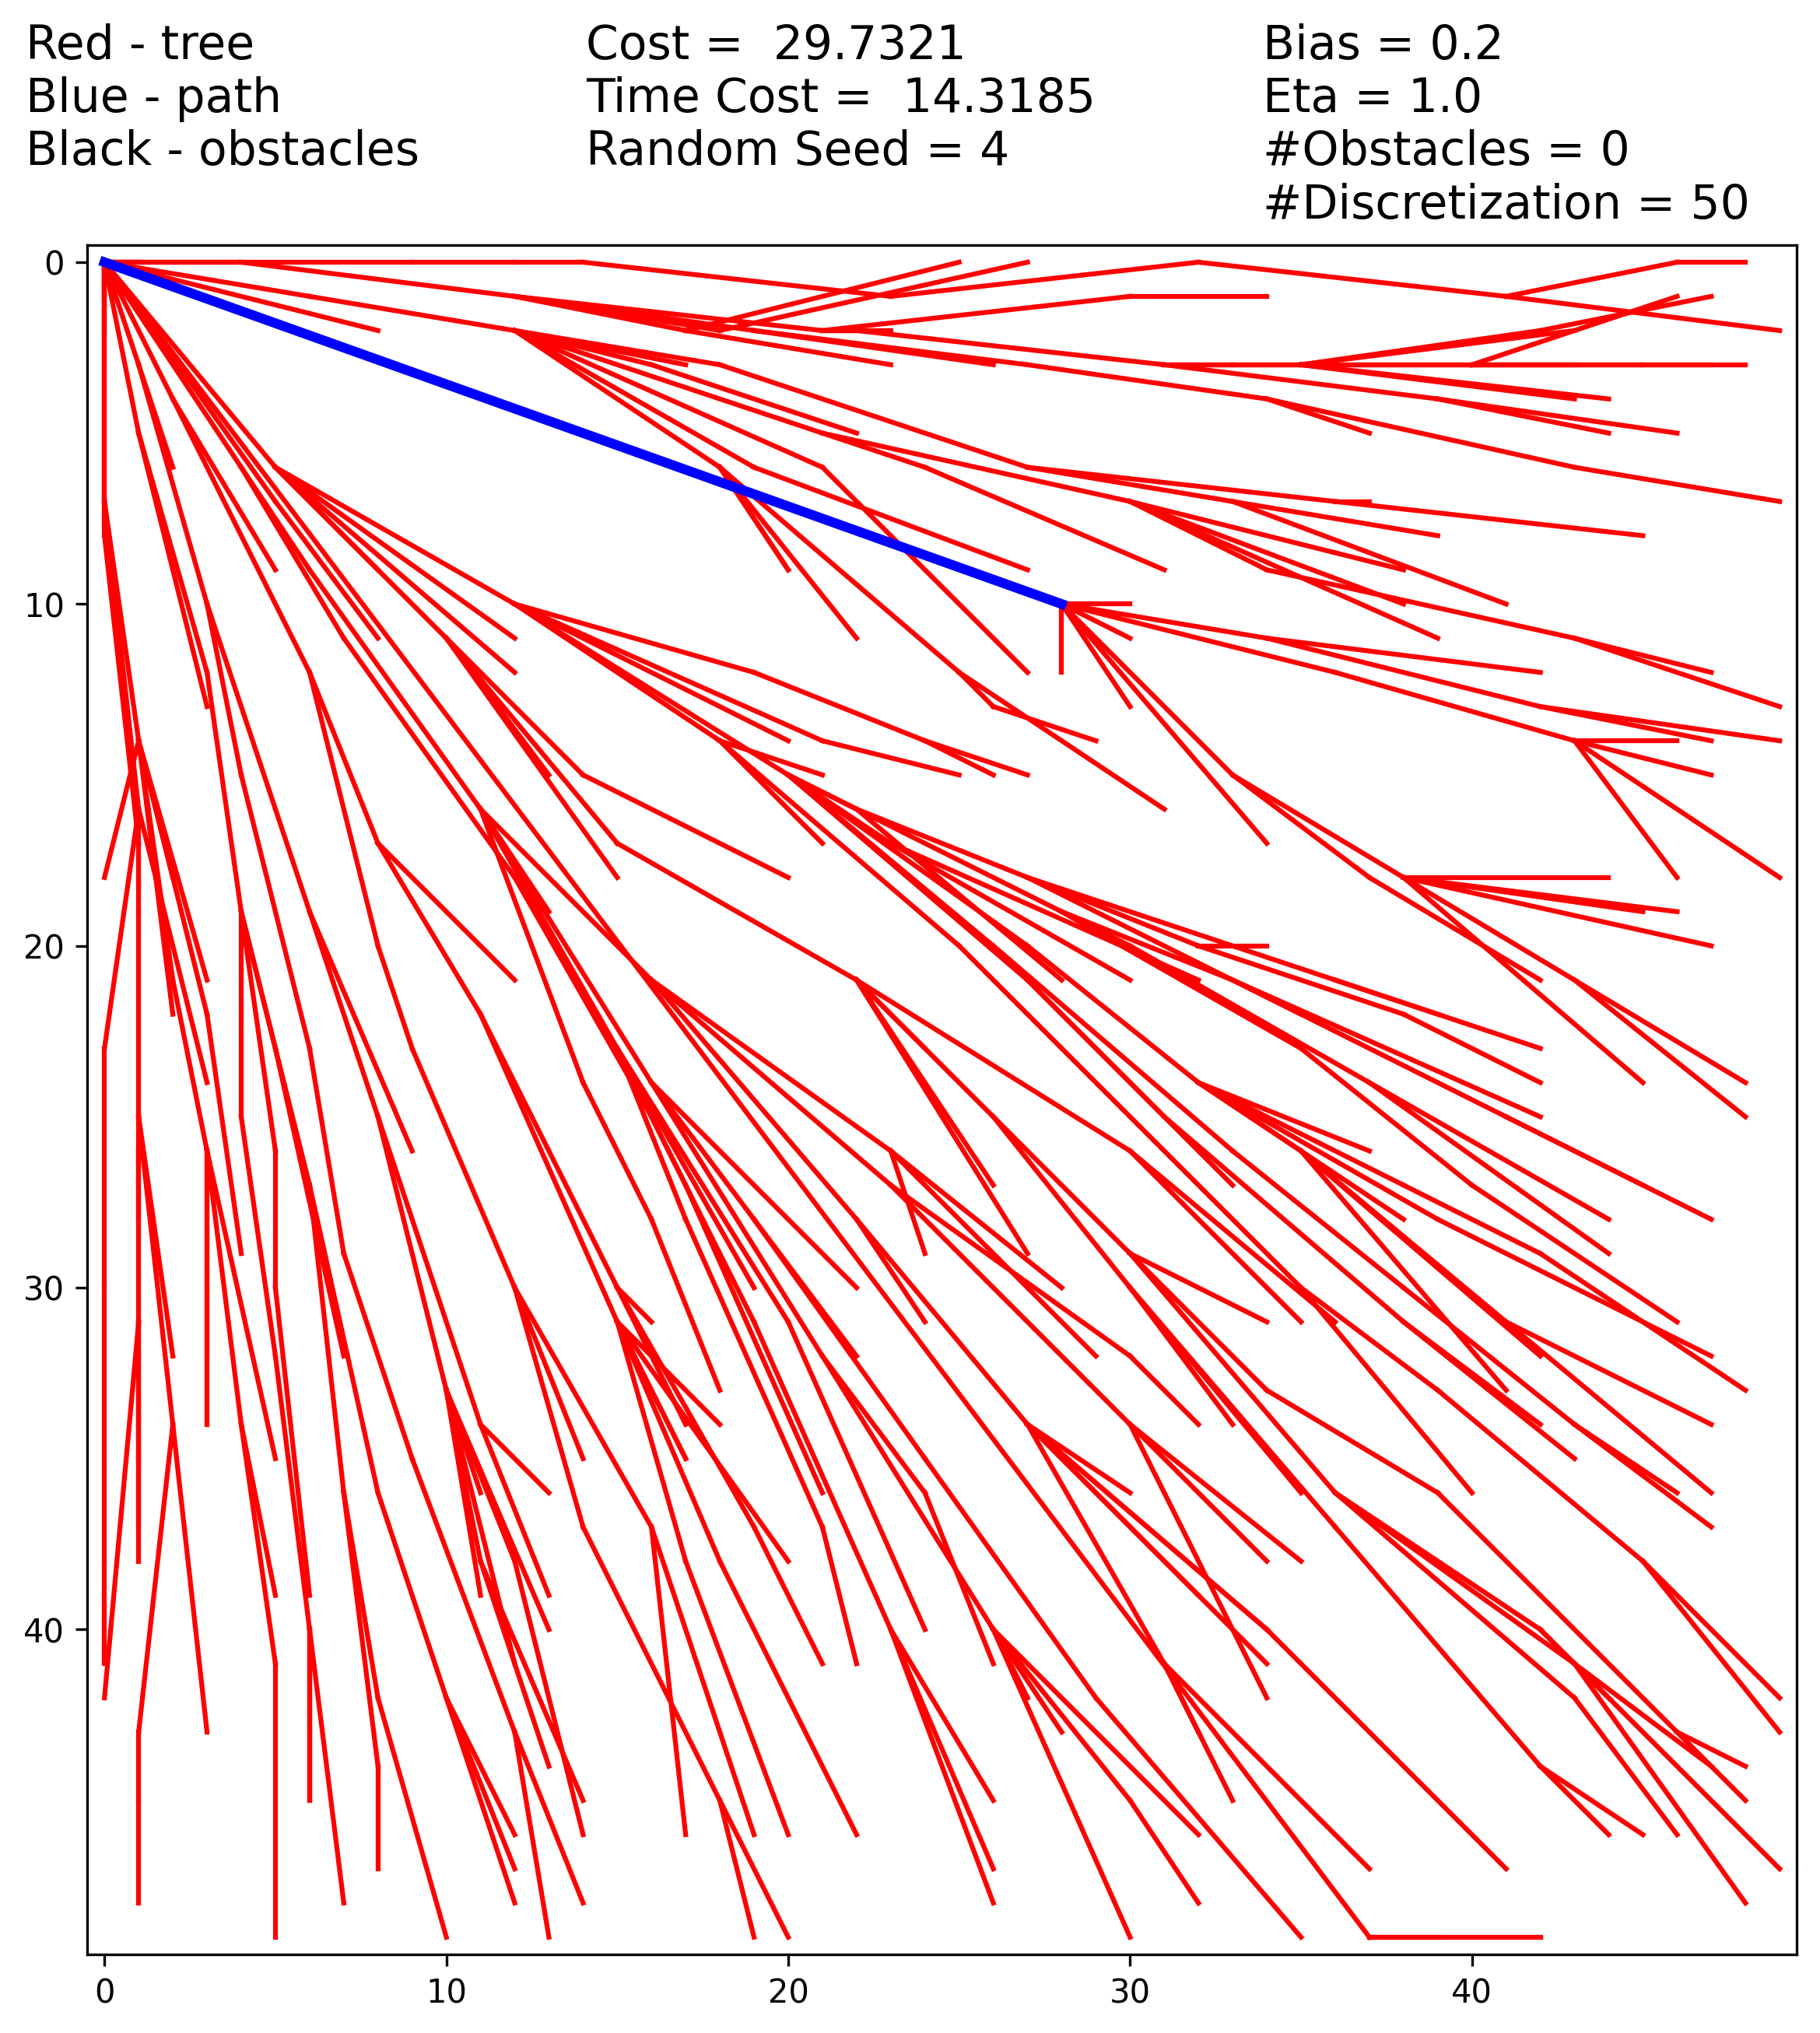 Red - tree
Blue - path
Black - obstacles
Cost =  29.7321
Time Cost =  14.3185
Random Seed = 4
Bias = 0.2
Eta = 1.0
#Obstacles = 0
#Discretization = 50
0
10
20
30
40
0
10
20
30
40